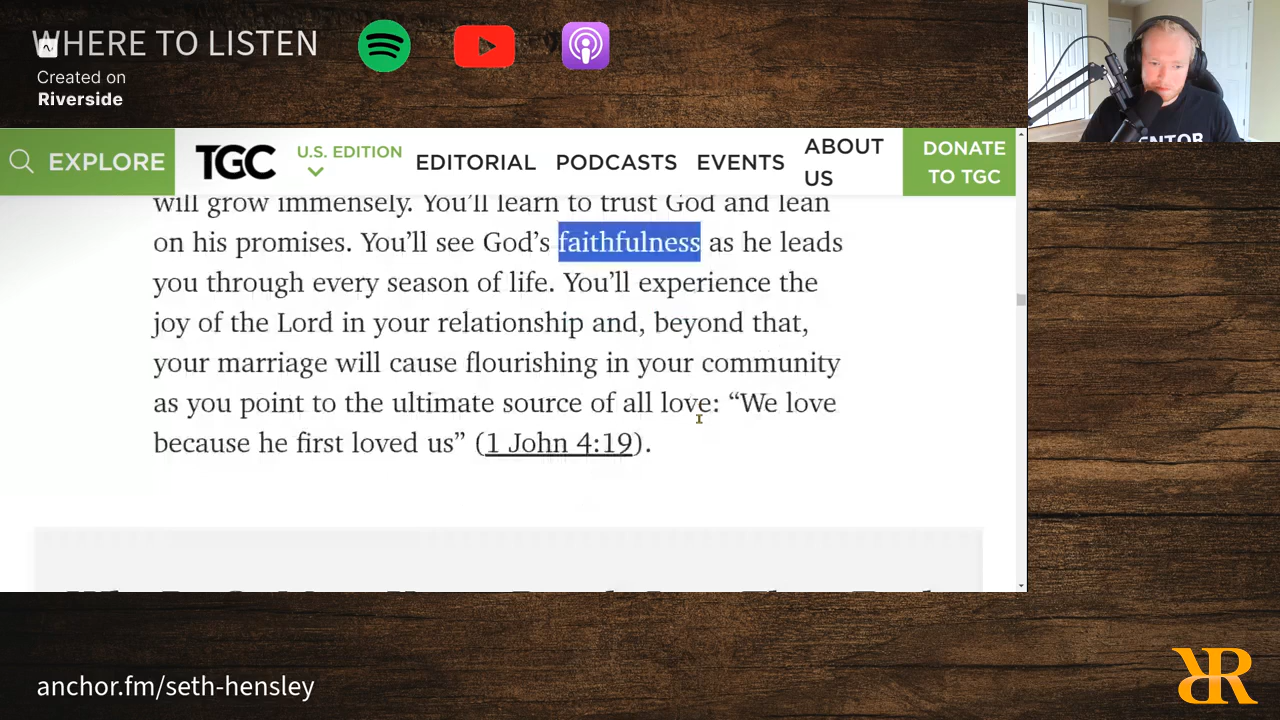 WHERE TO LISTEN
Created on
Riverside
EXPLORE
TGC
U.S. EDITION
EDITORIAL
PODCASTS
EVENTS
ABOUT
US
DONATE
TO TGC
will grow immensely. You’ll learn to trust God and lean
on his promises. You’ll see God’s faithfulness as he leads
you through every season of life. You’ll experience the
joy of the Lord in your relationship and, beyond that,
your marriage will cause flourishing in your community
as you point to the ultimate source of all love: “We love
because he first loved us” (1 John 4:19).
anchor.fm/seth-hensley